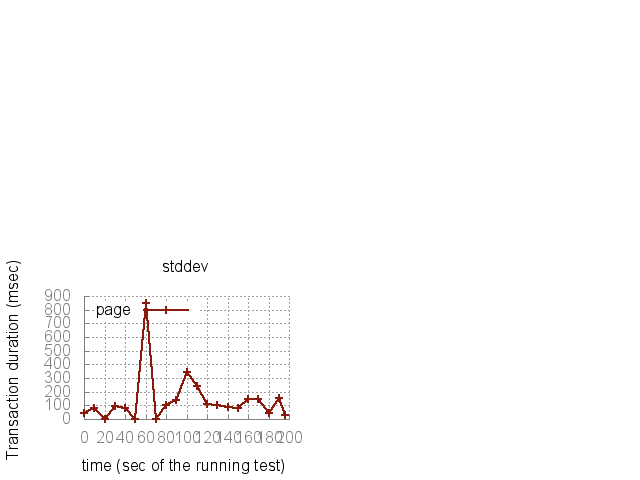 stddev
Transaction duration (msec)
900
800
700
600
500
400
300
200
100
0
page
0 20 40 60 80 100 120 140 160 180 200
time (sec of the running test)